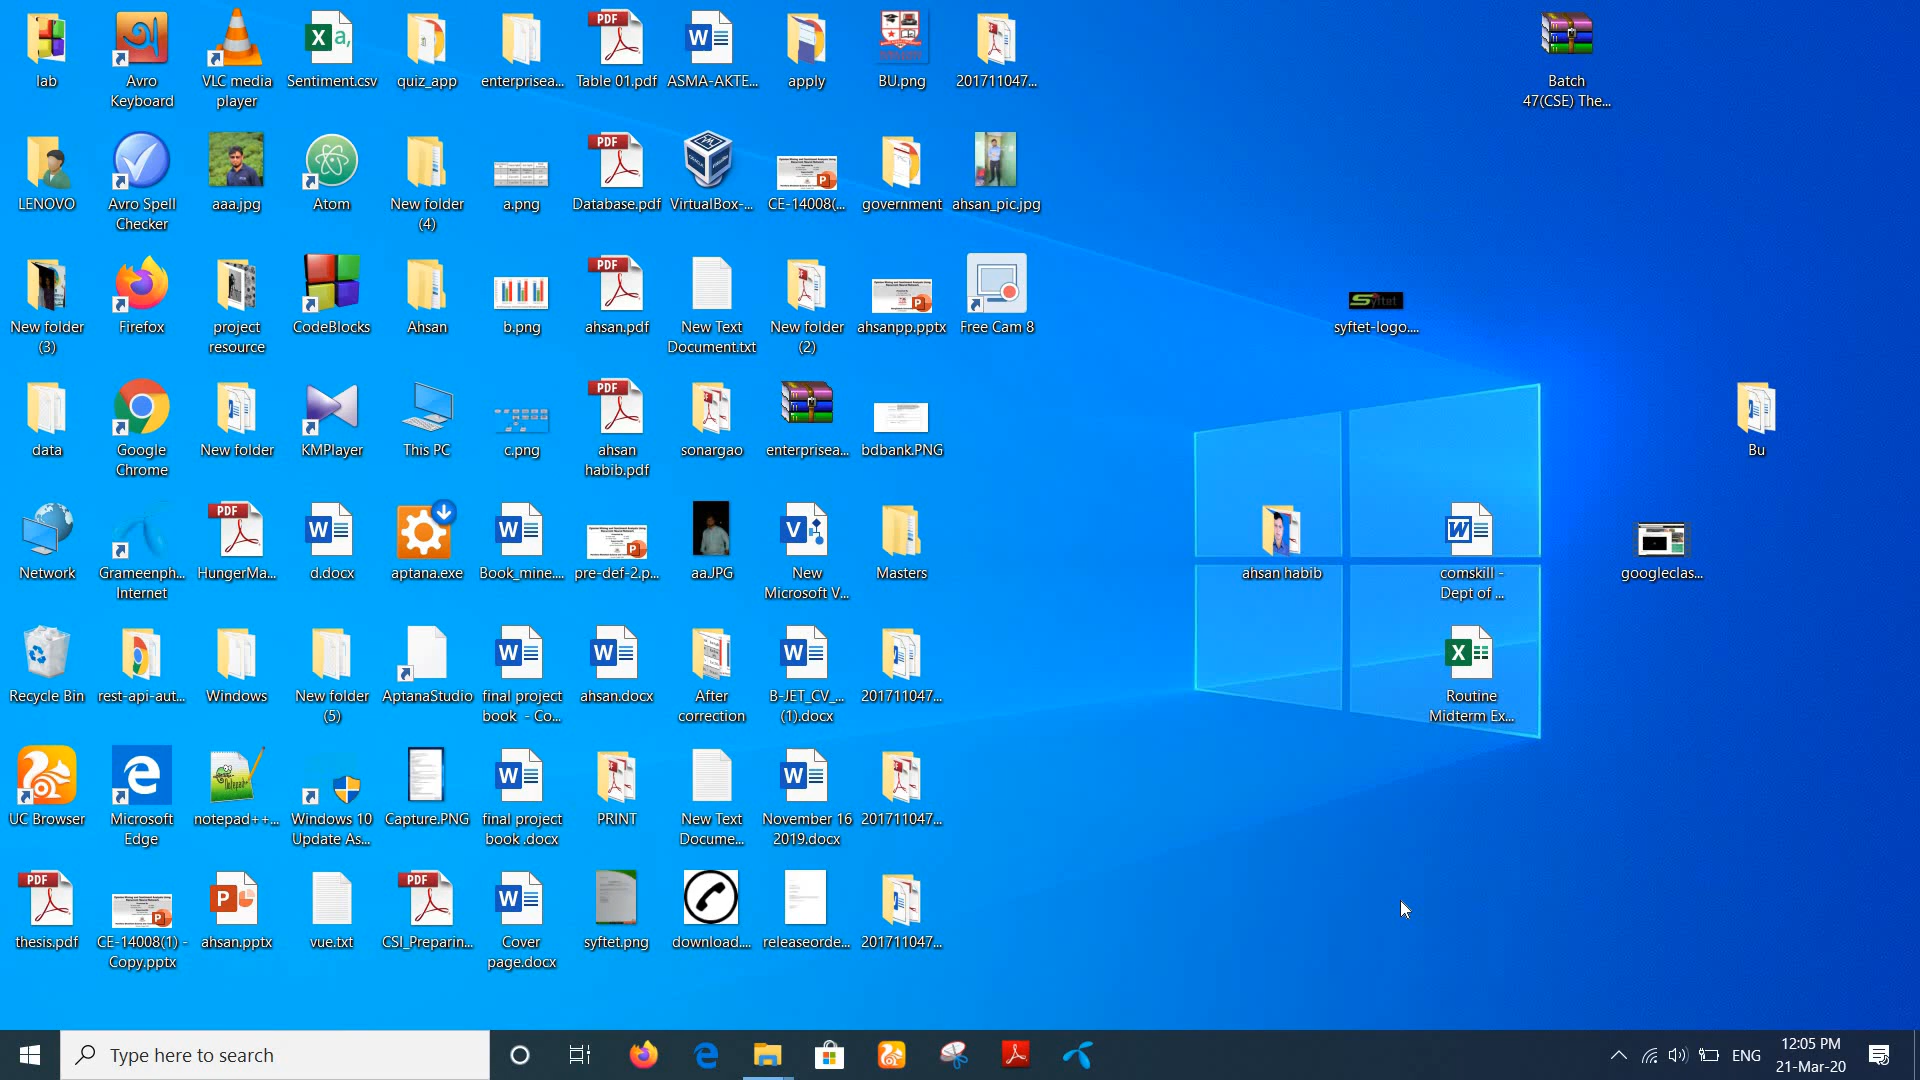 lab
Avro
Keyboard
VLC media
player
Sentiment.csv
quiz_app
enterprisea...
Table 01.pdf
ASMA-AKTE...
apply
BU.png
201711047...
Batch
47(CSE) The...
LENOVO
Avro Spell
Checker
aaa.jpg
Atom
New folder
(4)
a.png
Database.pdf
VirtualBox-...
CE-14008(...
government
ahsan_pic.jpg
New folder
(3)
Firefox
project
resource
CodeBlocks
Ahsan
b.png
ahsan.pdf
New Text
Document.txt
New folder
(2)
ahsanpp.pptx
Free Cam 8
Syftet
syftet-logo....
data
Google
Chrome
New folder
KMPlayer
This PC
c.png
ahsan
habib.pdf
sonargao
enterprisea...
bdbank.PNG
Bu
Network
Grameenph...
Internet
HungerMa...
d.docx
aptana.exe
Book_mine....
pre-def-2.p...
aa.JPG
New
Microsoft V...
Masters
ahsan habib
comskill -
Dept of ...
googleclas...
Recycle Bin
rest-api-aut...
Windows
New folder
(5)
AptanaStudio
final project
book - Co...
ahsan.docx
After
correction
B-JET_CV_...
(1).docx
201711047...
Routine
Midterm Ex...
UC Browser
Microsoft
Edge
notepad++...
Windows 10
Update As...
Capture.PNG
final project
book .docx
PRINT
New Text
Docume...
November 16
2019.docx
201711047...
thesis.pdf
CE-14008(1) -
Copy.pptx
ahsan.pptx
vue.txt
CSI_Preparin...
Cover
page.docx
syftet.png
download....
releaseorde...
201711047...
Type here to search
ENG
12:05 PM
21-Mar-20